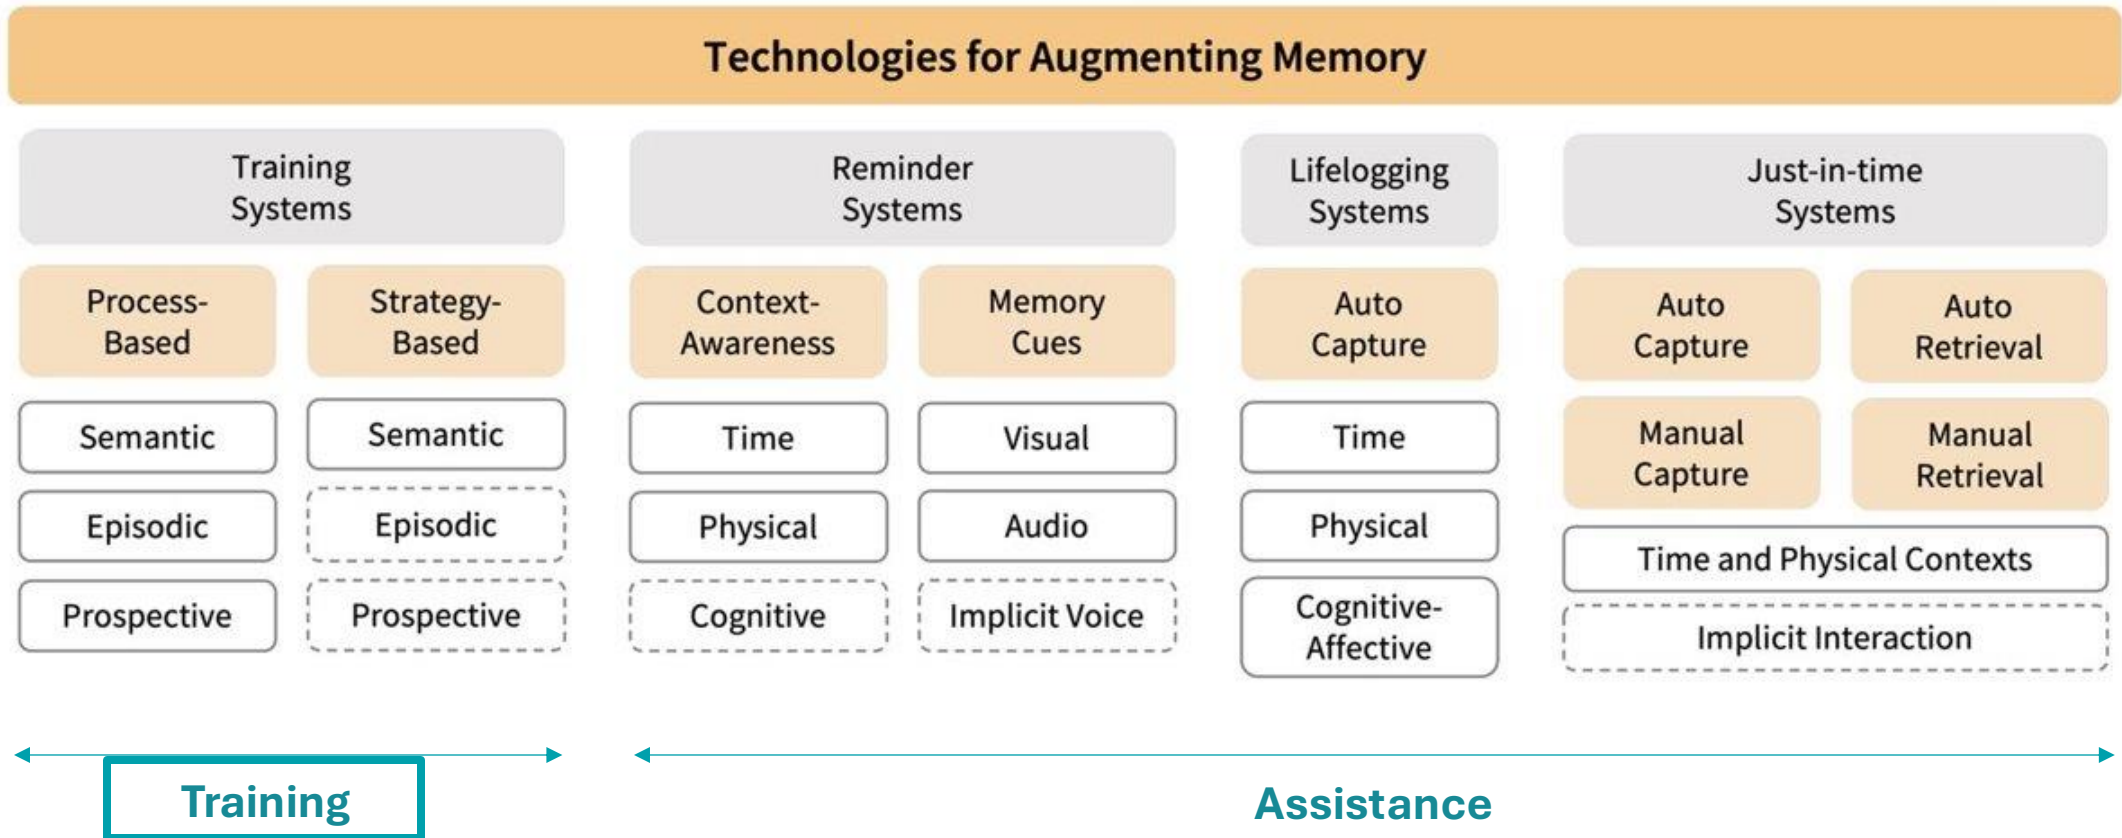 Technologies for Augmenting Memory
Training
Systems
Reminder
Systems
Lifelogging
Systems
Just-in-time
Systems
Process-
Based
Strategy-
Based
Context-
Awareness
Memory
Cues
Auto
Capture
Auto
Capture
Auto
Retrieval
Semantic
Semantic
Time
Visual
Time
Manual
Capture
Manual
Retrieval
Episodic
Episodic
Physical
Audio
Physical
Time and Physical Contexts
Prospective
Prospective
Cognitive
Implicit Voice
Cognitive-
Affective
Implicit Interaction
Training
Assistance